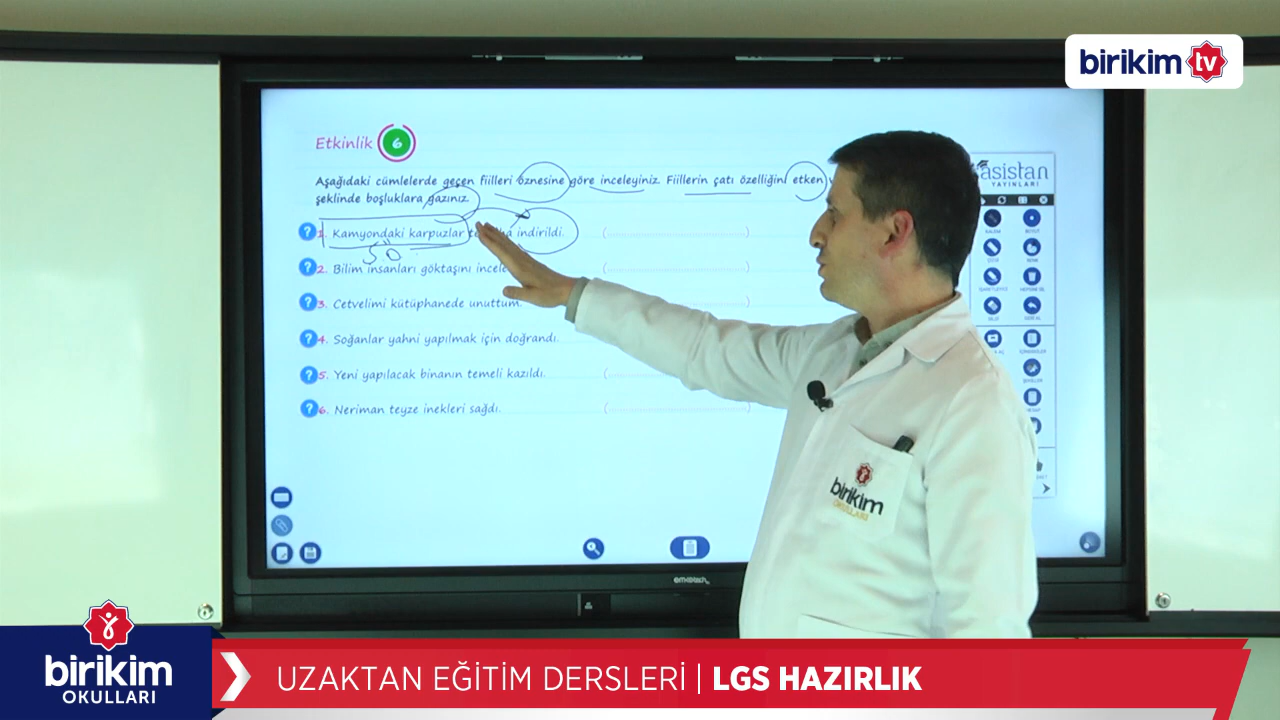 birikim tv
Etkinlik 6
Aşağıdaki cümlelerde geçen fiilleri öznesine göre inceleyiniz. Fiillerin çatı özelliğini etken
şeklinde boşluklara yazınız.
1. Kamyondaki karpuzlar indirildi. (
S.Ö
2. Bilim insanları göktaşını (
3. Cetvelimi kütüphanede unuttum. (
4. Soğanlar yahni yapılmak için doğrandı.
5. Yeni yapılacak binanın temeli kazıldı. (
6. Neriman teyze inekleri sağdı. (
asistan
YAYINLARI
birikim
OKULLARI
birikim
OKULLARI
UZAKTAN EĞİTİM DERSLERİ | LGS HAZIRLIK